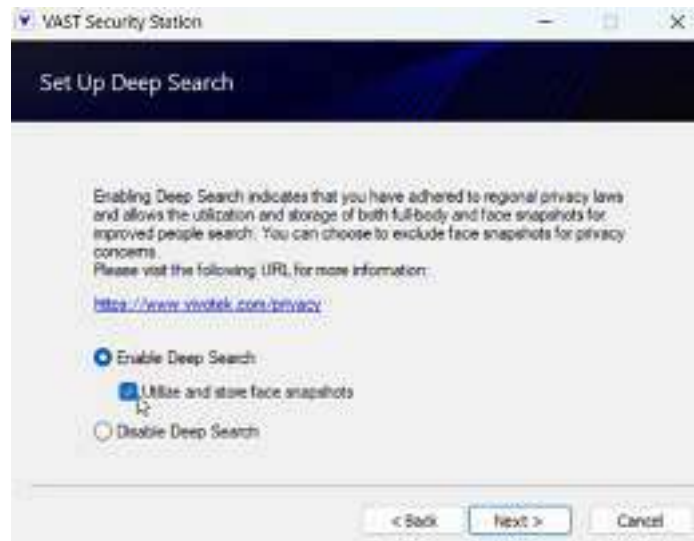 VAST Security Station
Set Up Deep Search
Enabling Deep Search indicates that you have adhered to regional privacy laws
and allows the utilization and storage of both full-body and face snapshots for
improved people search. You can choose to exclude face snapshots for privacy
concerns.
Please visit the following URL for more information:
https://www.vivotek.com/privacy
Enable Deep Search
Utilize and store face snapshots
Disable Deep Search
< Back Next > Cancel